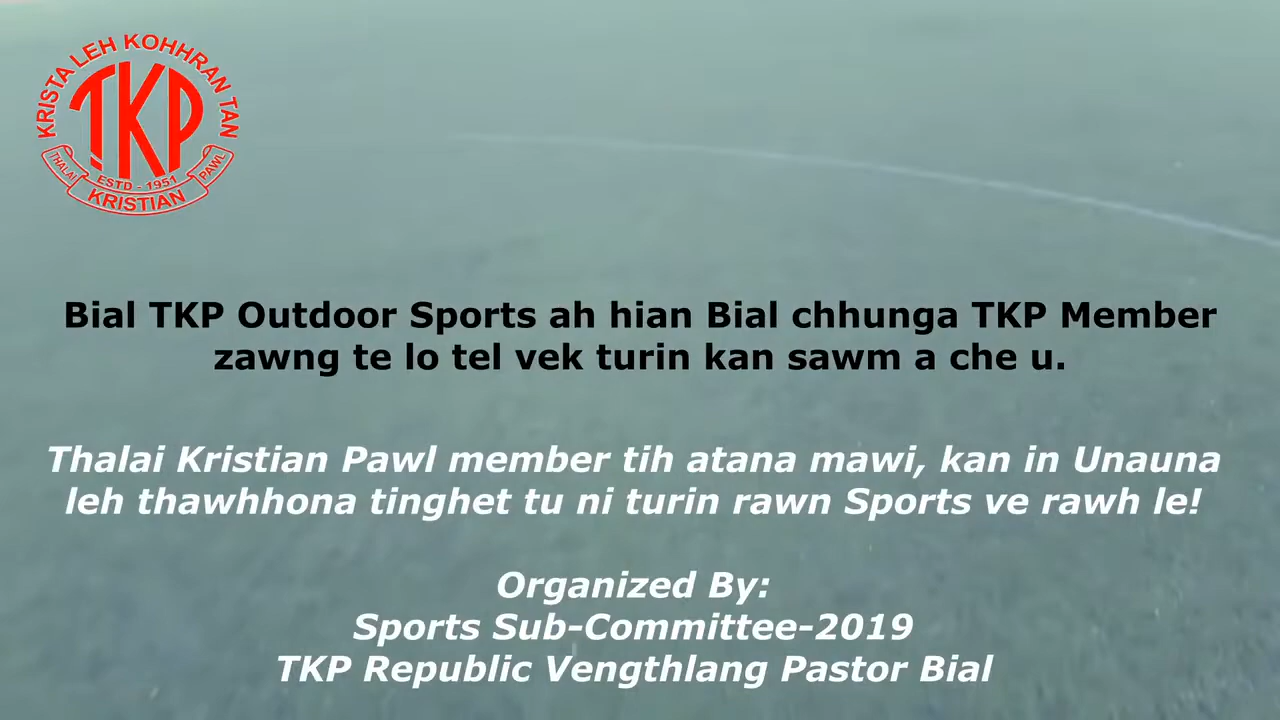 KRISTA LEH KOHHRAN TAN
TKP
ESTD - 1951
THALAI KRISTIAN PAWL
Bial TKP Outdoor Sports ah hian Bial chhunga TKP Member
zawng te lo tel vek turin kan sawm a che u.
Thalai Kristian Pawl member tih atana mawi, kan in Unauna
leh thawhhona tinghet tu ni turin rawn Sports ve rawh le!
Organized By:
Sports Sub-Committee-2019
TKP Republic Vengthlang Pastor Bial